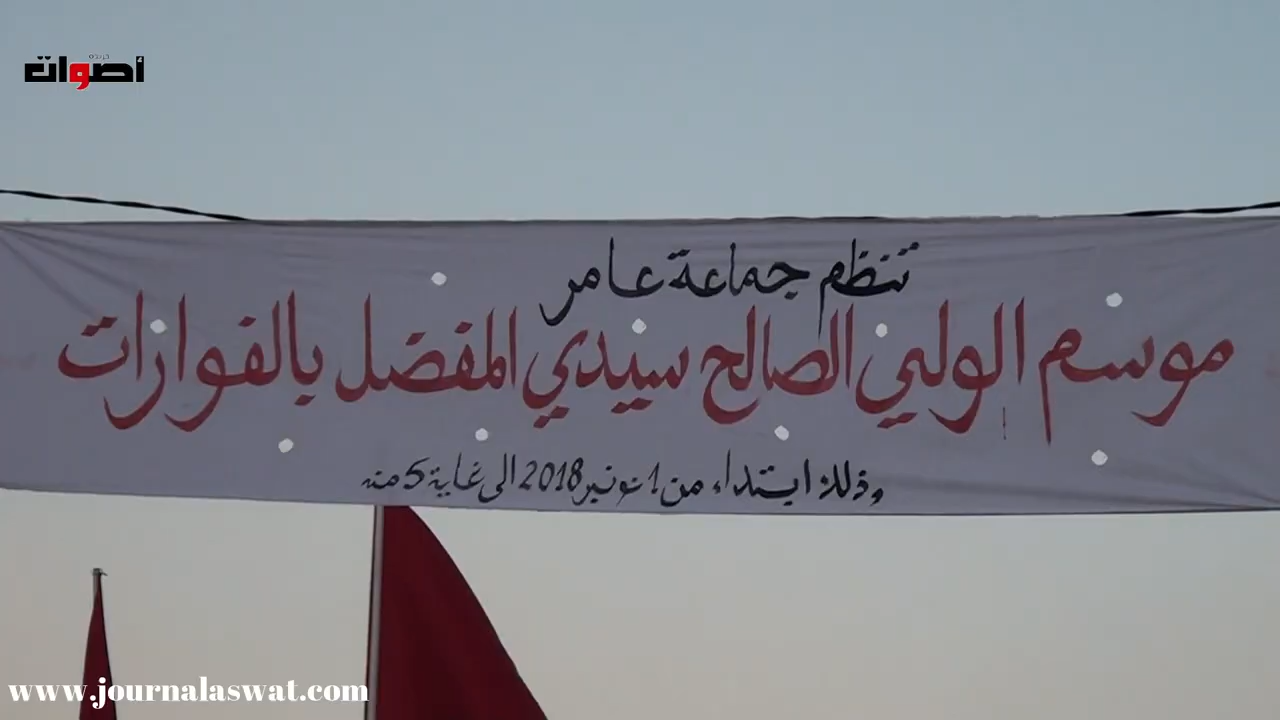 جريدة
أصوات
تنظم جماعة عامر
موسم الولي الصالح سيدي المفضل بالفوارات
وذلك ابتداء من 1 نونبر 2018 الى غاية 5 منه
www.journalaswat.com